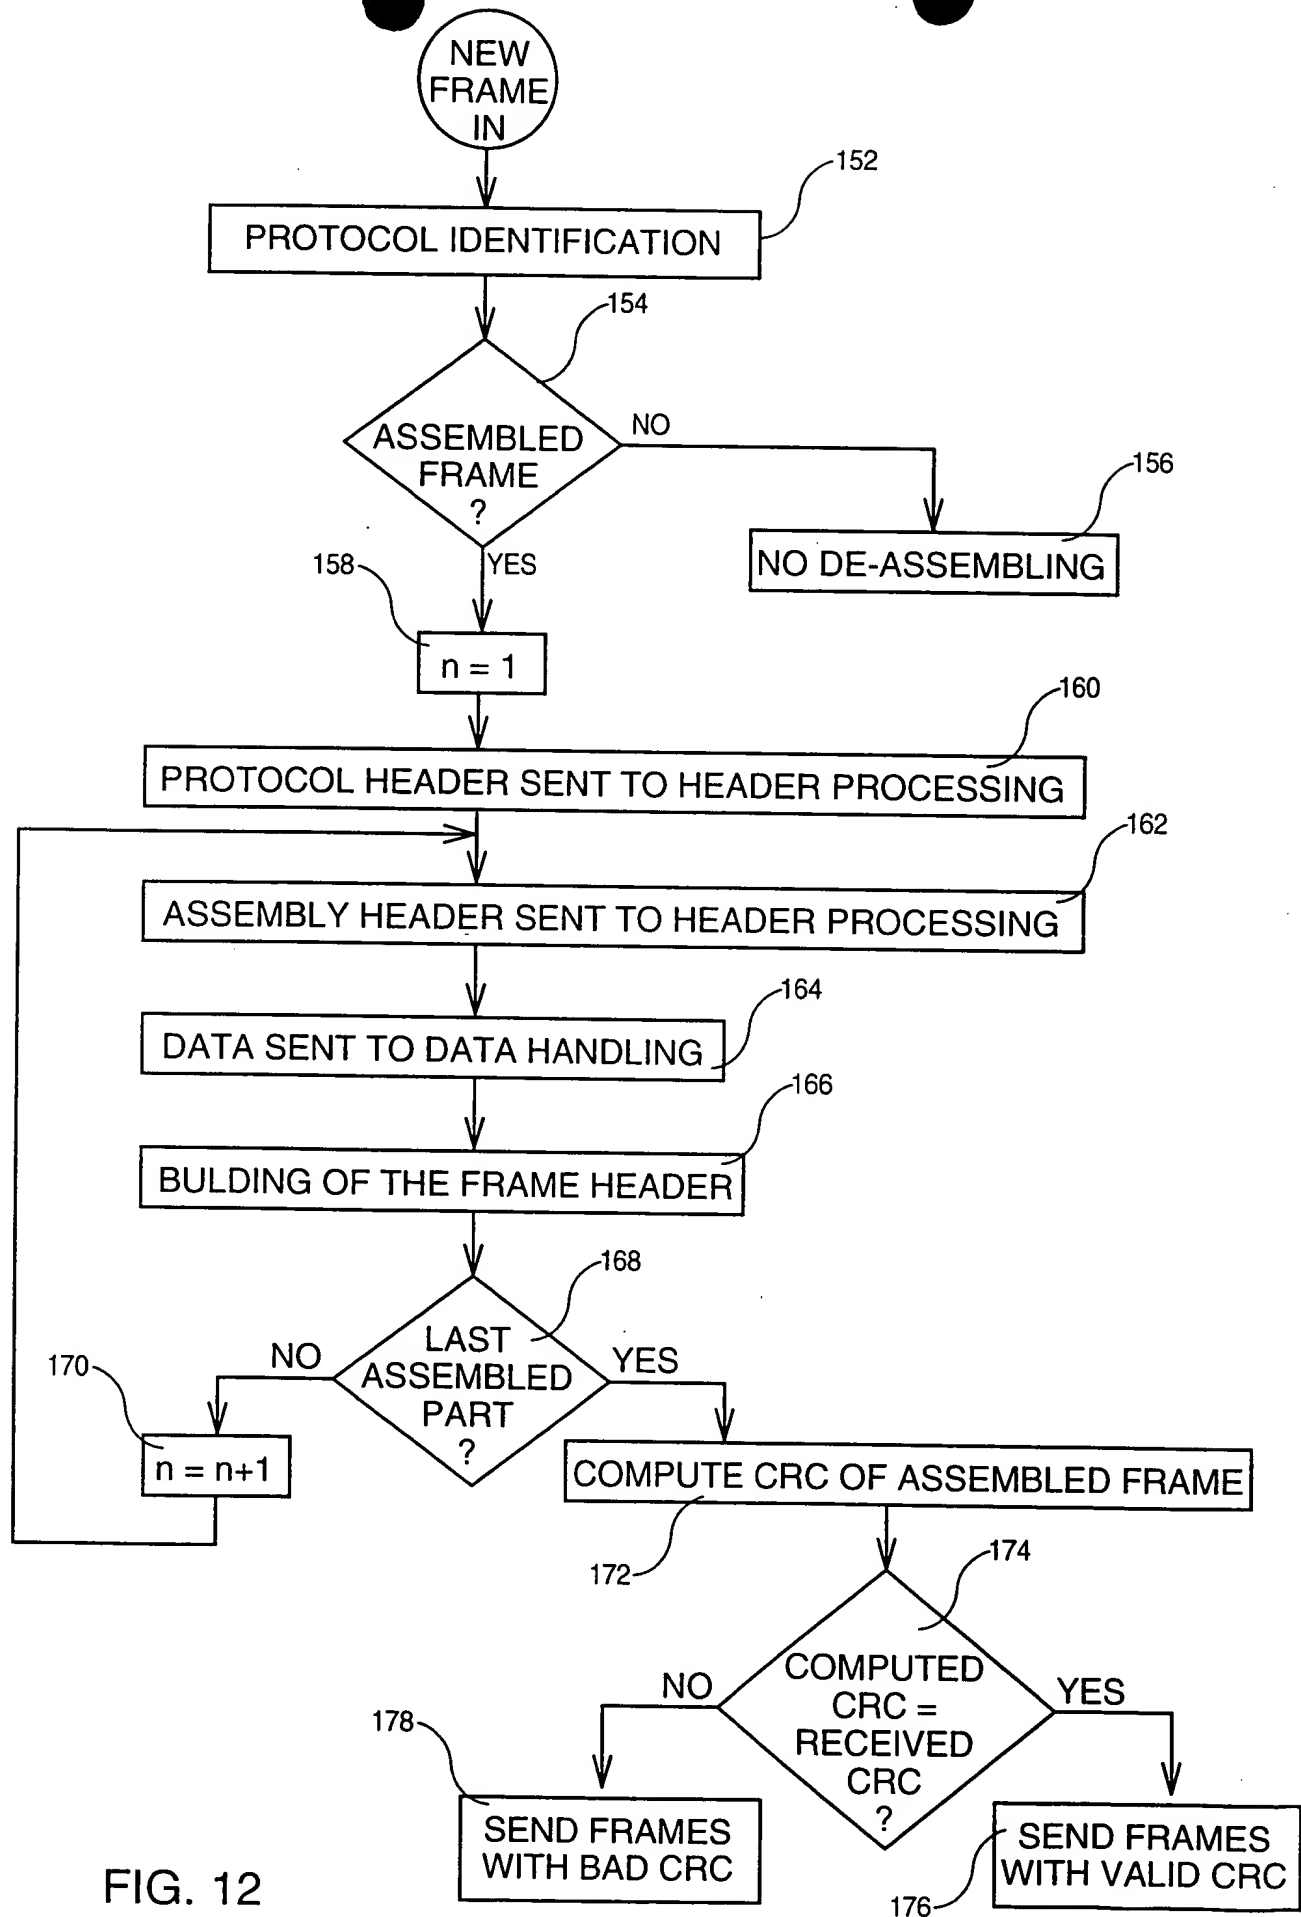 NEW
FRAME
IN
152
PROTOCOL IDENTIFICATION
154
ASSEMBLED
FRAME
?
NO
156
NO DE-ASSEMBLING
YES
158
n = 1
160
PROTOCOL HEADER SENT TO HEADER PROCESSING
162
ASSEMBLY HEADER SENT TO HEADER PROCESSING
164
DATA SENT TO DATA HANDLING
166
BULDING OF THE FRAME HEADER
168
LAST
ASSEMBLED
PART
?
NO
YES
170
n = n+1
COMPUTE CRC OF ASSEMBLED FRAME
172
174
COMPUTED
CRC =
RECEIVED
CRC
?
NO
YES
178
SEND FRAMES
WITH BAD CRC
SEND FRAMES
WITH VALID CRC
176
FIG. 12